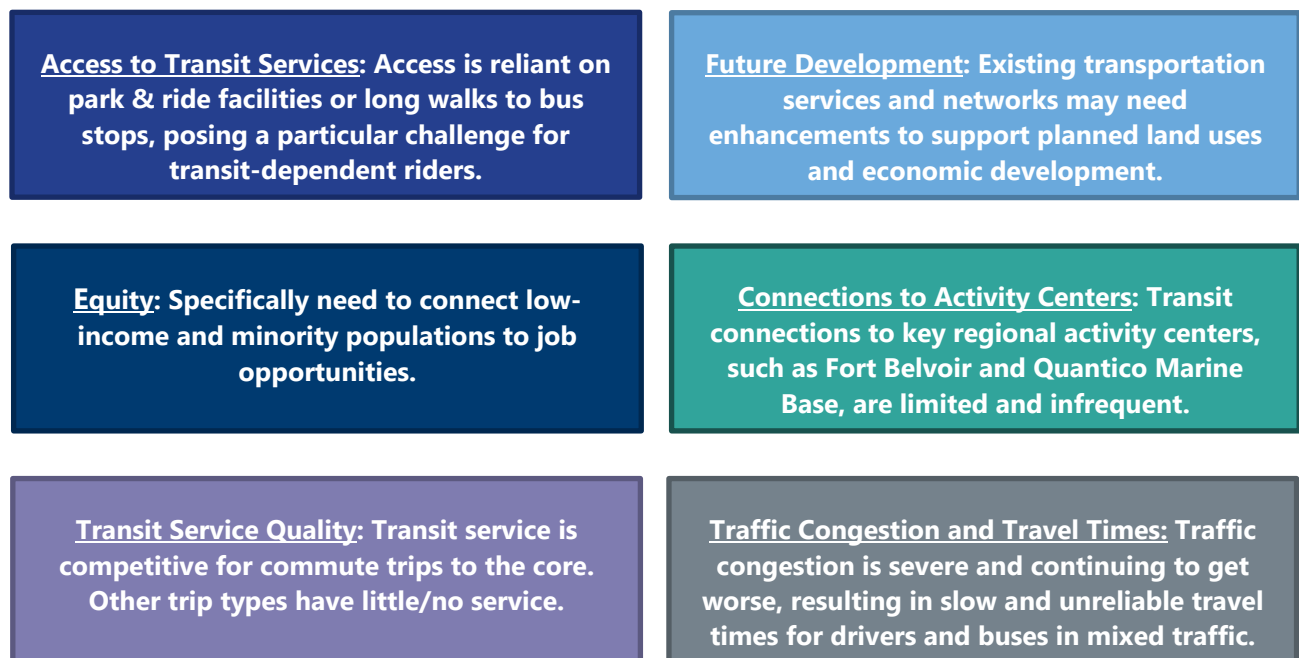 Access to Transit Services: Access is reliant on
park & ride facilities or long walks to bus
stops, posing a particular challenge for
transit-dependent riders.
Future Development: Existing transportation
services and networks may need
enhancements to support planned land uses
and economic development.
Equity: Specifically need to connect low-
income and minority populations to job
opportunities.
Connections to Activity Centers: Transit
connections to key regional activity centers,
such as Fort Belvoir and Quantico Marine
Base, are limited and infrequent.
Transit Service Quality: Transit service is
competitive for commute trips to the core.
Other trip types have little/no service.
Traffic Congestion and Travel Times: Traffic
congestion is severe and continuing to get
worse, resulting in slow and unreliable travel
times for drivers and buses in mixed traffic.